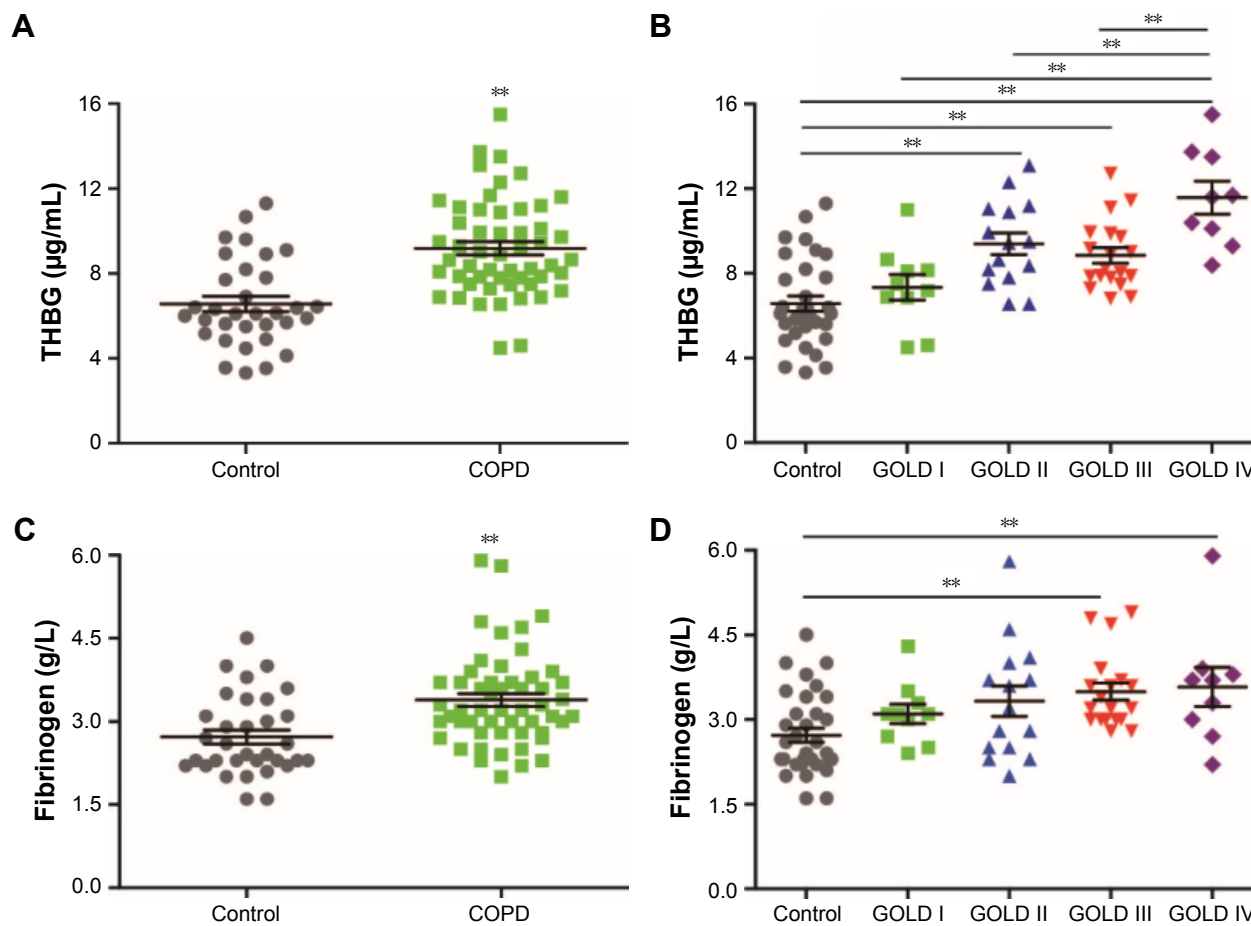 A
**
16
12
8
4
0
THBG (µg/mL)
Control
COPD
B
**
**
**
**
**
**
16
12
8
4
0
THBG (µg/mL)
Control
GOLD I
GOLD II
GOLD III
GOLD IV
C
**
6.0
4.5
3.0
1.5
0.0
Fibrinogen (g/L)
Control
COPD
D
**
**
6.0
4.5
3.0
1.5
0.0
Fibrinogen (g/L)
Control
GOLD I
GOLD II
GOLD III
GOLD IV